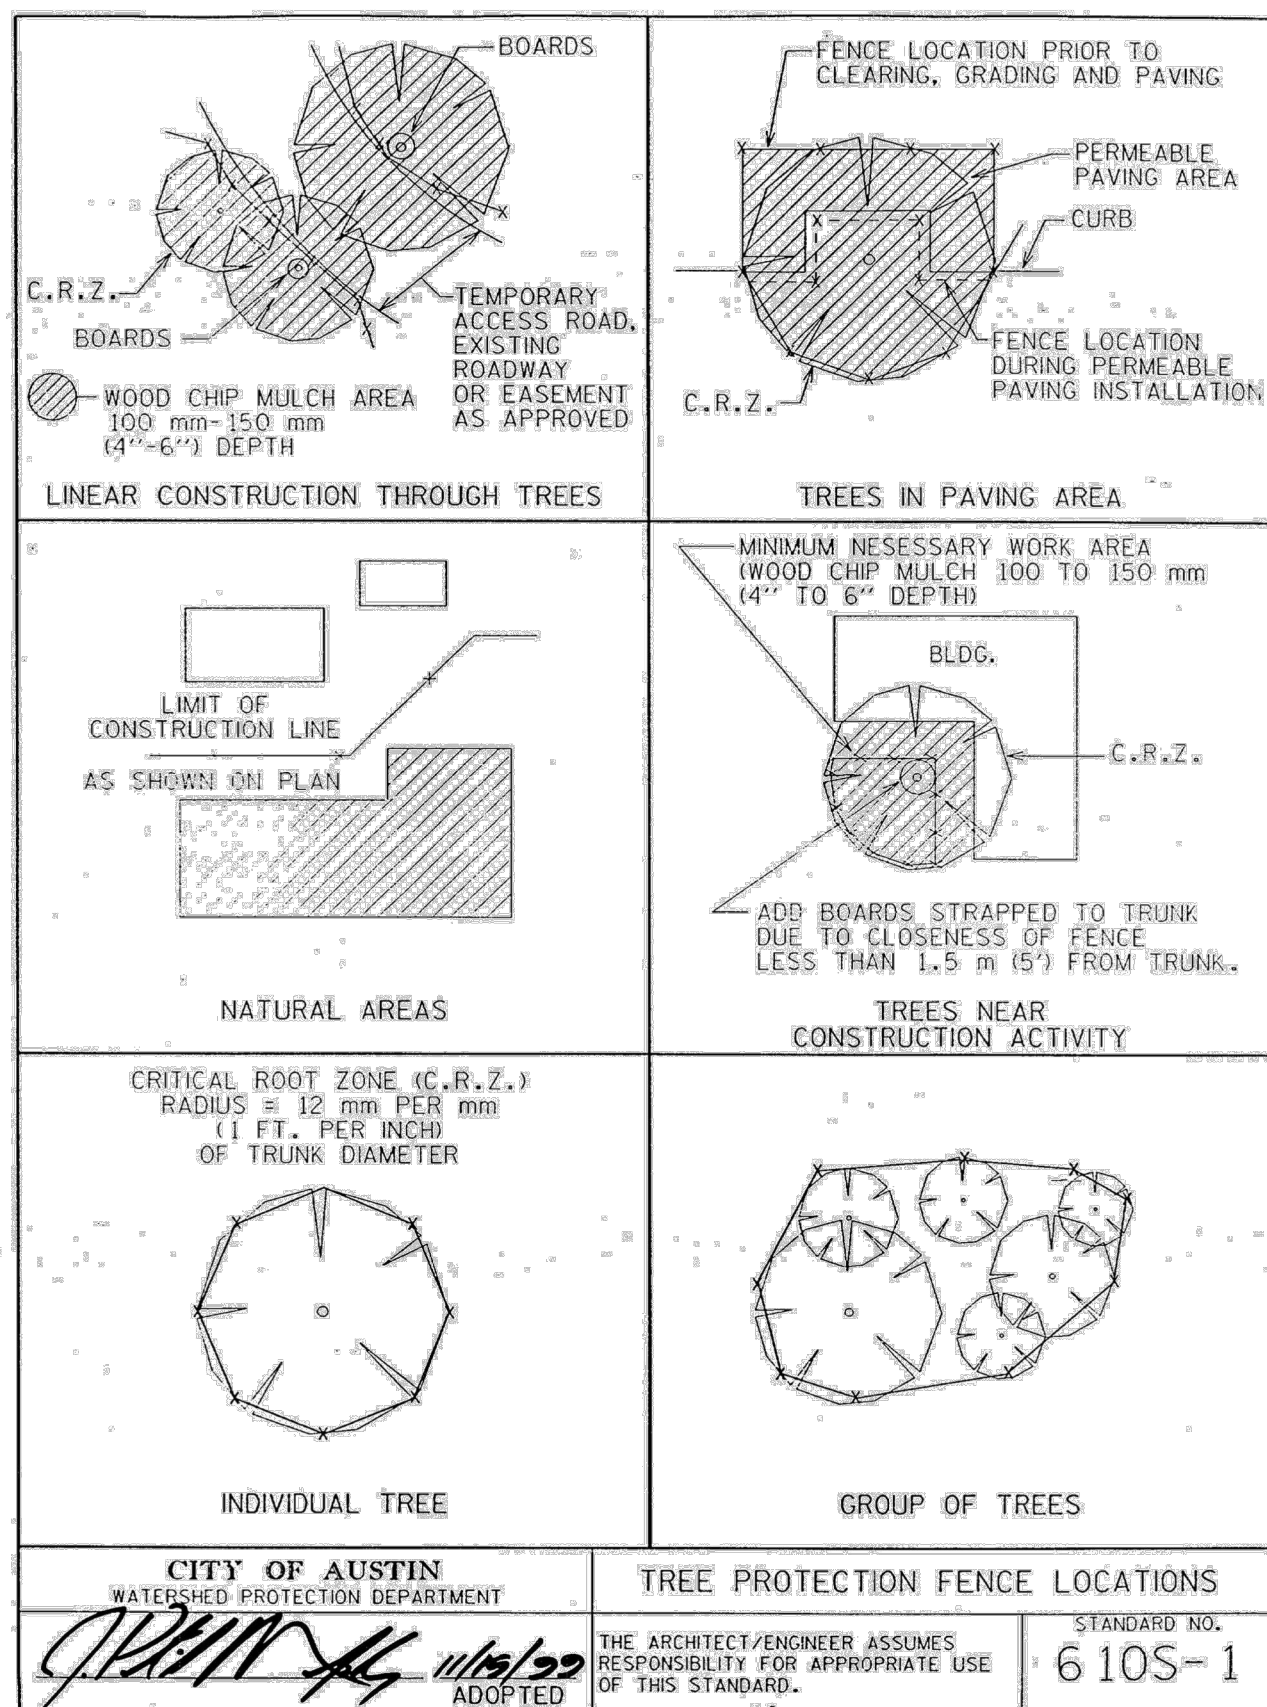 BOARDS
C.R.Z.
BOARDS
TEMPORARY
ACCESS ROAD,
EXISTING
ROADWAY
OR EASEMENT
AS APPROVED
WOOD CHIP MULCH AREA
100 mm-150 mm
(4''-6'') DEPTH
LINEAR CONSTRUCTION THROUGH TREES
FENCE LOCATION PRIOR TO
CLEARING, GRADING AND PAVING
PERMEABLE
PAVING AREA
CURB
FENCE LOCATION
DURING PERMEABLE
PAVING INSTALLATION
C.R.Z.
TREES IN PAVING AREA
LIMIT OF
CONSTRUCTION LINE
AS SHOWN ON PLAN
NATURAL AREAS
MINIMUM NESESSARY WORK AREA
(WOOD CHIP MULCH 100 TO 150 mm
(4'' TO 6'' DEPTH)
BLDG.
C.R.Z.
ADD BOARDS STRAPPED TO TRUNK
DUE TO CLOSENESS OF FENCE
LESS THAN 1.5 m (5') FROM TRUNK.
TREES NEAR
CONSTRUCTION ACTIVITY
CRITICAL ROOT ZONE (C.R.Z.)
RADIUS = 12 mm PER mm
(1 FT. PER INCH)
OF TRUNK DIAMETER
INDIVIDUAL TREE
GROUP OF TREES
CITY OF AUSTIN
WATERSHED PROTECTION DEPARTMENT
11/15/99
ADOPTED
TREE PROTECTION FENCE LOCATIONS
THE ARCHITECT/ENGINEER ASSUMES
RESPONSIBILITY FOR APPROPRIATE USE
OF THIS STANDARD.
STANDARD NO.
610S-1